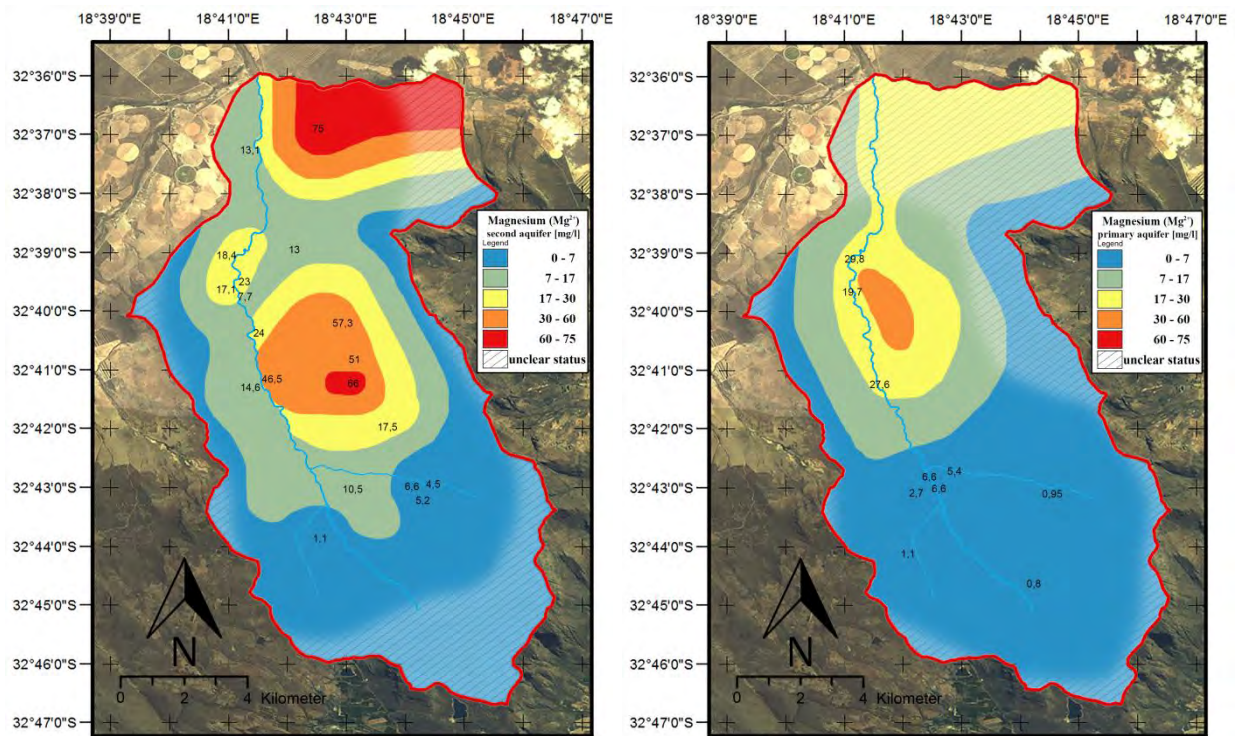 18°39'0"E 18°41'0"E 18°43'0"E 18°45'0"E 18°47'0"E
32°36'0"S
32°37'0"S
32°38'0"S
32°39'0"S
32°40'0"S
32°41'0"S
32°42'0"S
32°43'0"S
32°44'0"S
32°45'0"S
32°46'0"S
32°47'0"S
75
13,1
13
18,4
23
17,1
7,7
57,3
24
51
46,5
66
14,6
17,5
10,5
6,6
4,5
5,2
1,1
Magnesium (Mg²⁺)
second aquifer [mg/l]
Legend
0 - 7
7 - 17
17 - 30
30 - 60
60 - 75
unclear status
N
0 2 4 Kilometer
18°39'0"E 18°41'0"E 18°43'0"E 18°45'0"E 18°47'0"E
32°36'0"S
32°37'0"S
32°38'0"S
32°39'0"S
32°40'0"S
32°41'0"S
32°42'0"S
32°43'0"S
32°44'0"S
32°45'0"S
32°46'0"S
32°47'0"S
29,8
19,7
27,6
5,4
6,6
6,6
2,7
0,95
1,1
0,8
Magnesium (Mg²⁺)
primary aquifer [mg/l]
Legend
0 - 7
7 - 17
17 - 30
30 - 60
60 - 75
unclear status
N
0 2 4 Kilometer